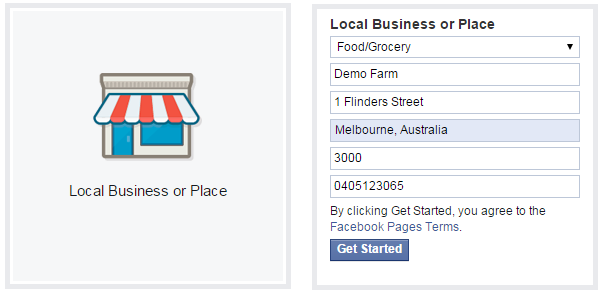 Local Business or Place
Local Business or Place
Food/Grocery
Demo Farm
1 Flinders Street
Melbourne, Australia
3000
0405123065
By clicking Get Started, you agree to the
Facebook Pages Terms.
Get Started